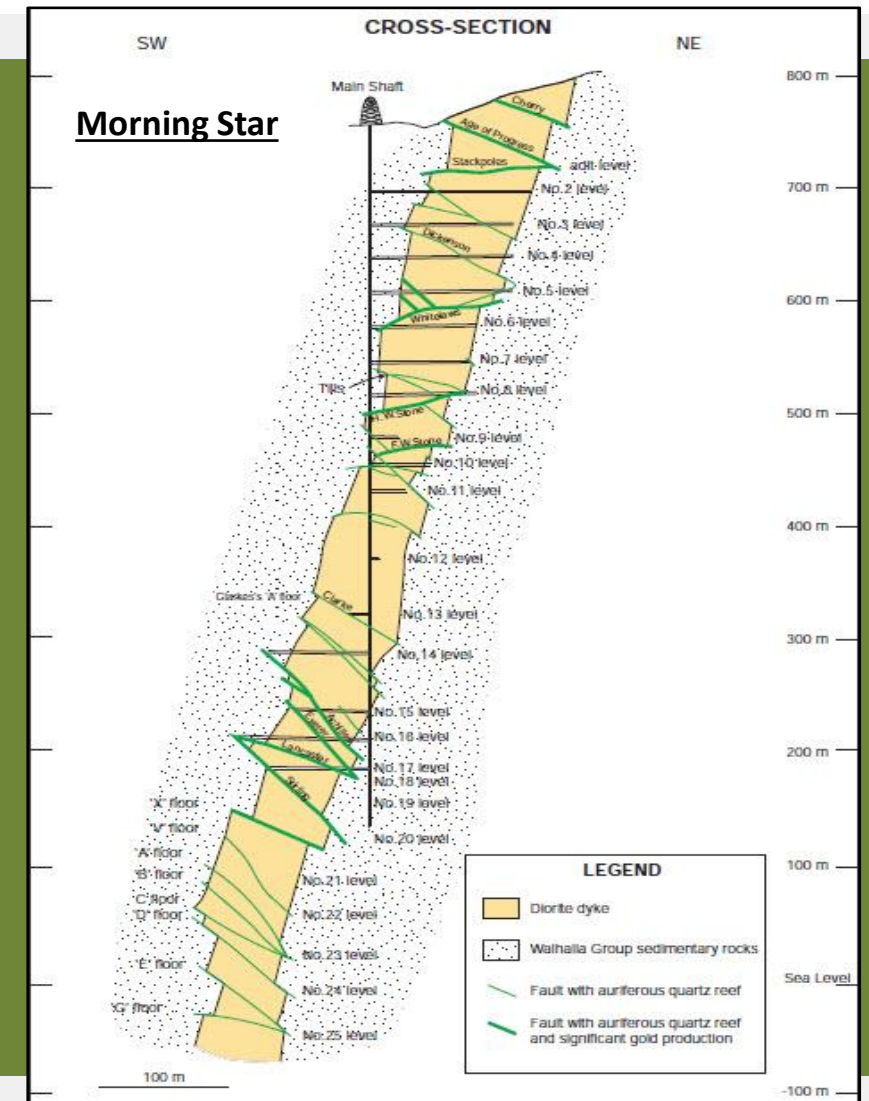 CROSS-SECTION
SW
NE
800 m
Main Shaft
Morning Star
Cherry
Age of Progress
Stackpoles
adit level
700 m
No.2 level
No.3 level
Dickenson
No.4 level
No.5 level
600 m
Whitelaws
No.6 level
No.7 level
Tills
No.8 level
500 m
H.W.Stone
No.9 level
F.W.Stone
No.10 level
No.11 level
400 m
No.12 level
Clarke
No.13 level
300 m
No.14 level
No.15 level
No.16 level
Lancaster
200 m
No.17 level
No.18 level
Stirling
'X' floor
No.19 level
'V' floor
No.20 level
'A' floor
100 m
'B' floor
No.21 level
'C' floor
'D' floor
No.22 level
No.23 level
'E' floor
Sea Level
No.24 level
'G' floor
No.25 level
100 m
-100 m
LEGEND
Diorite dyke
Walhalla Group sedimentary rocks
Fault with auriferous quartz reef
Fault with auriferous quartz reef
and significant gold production